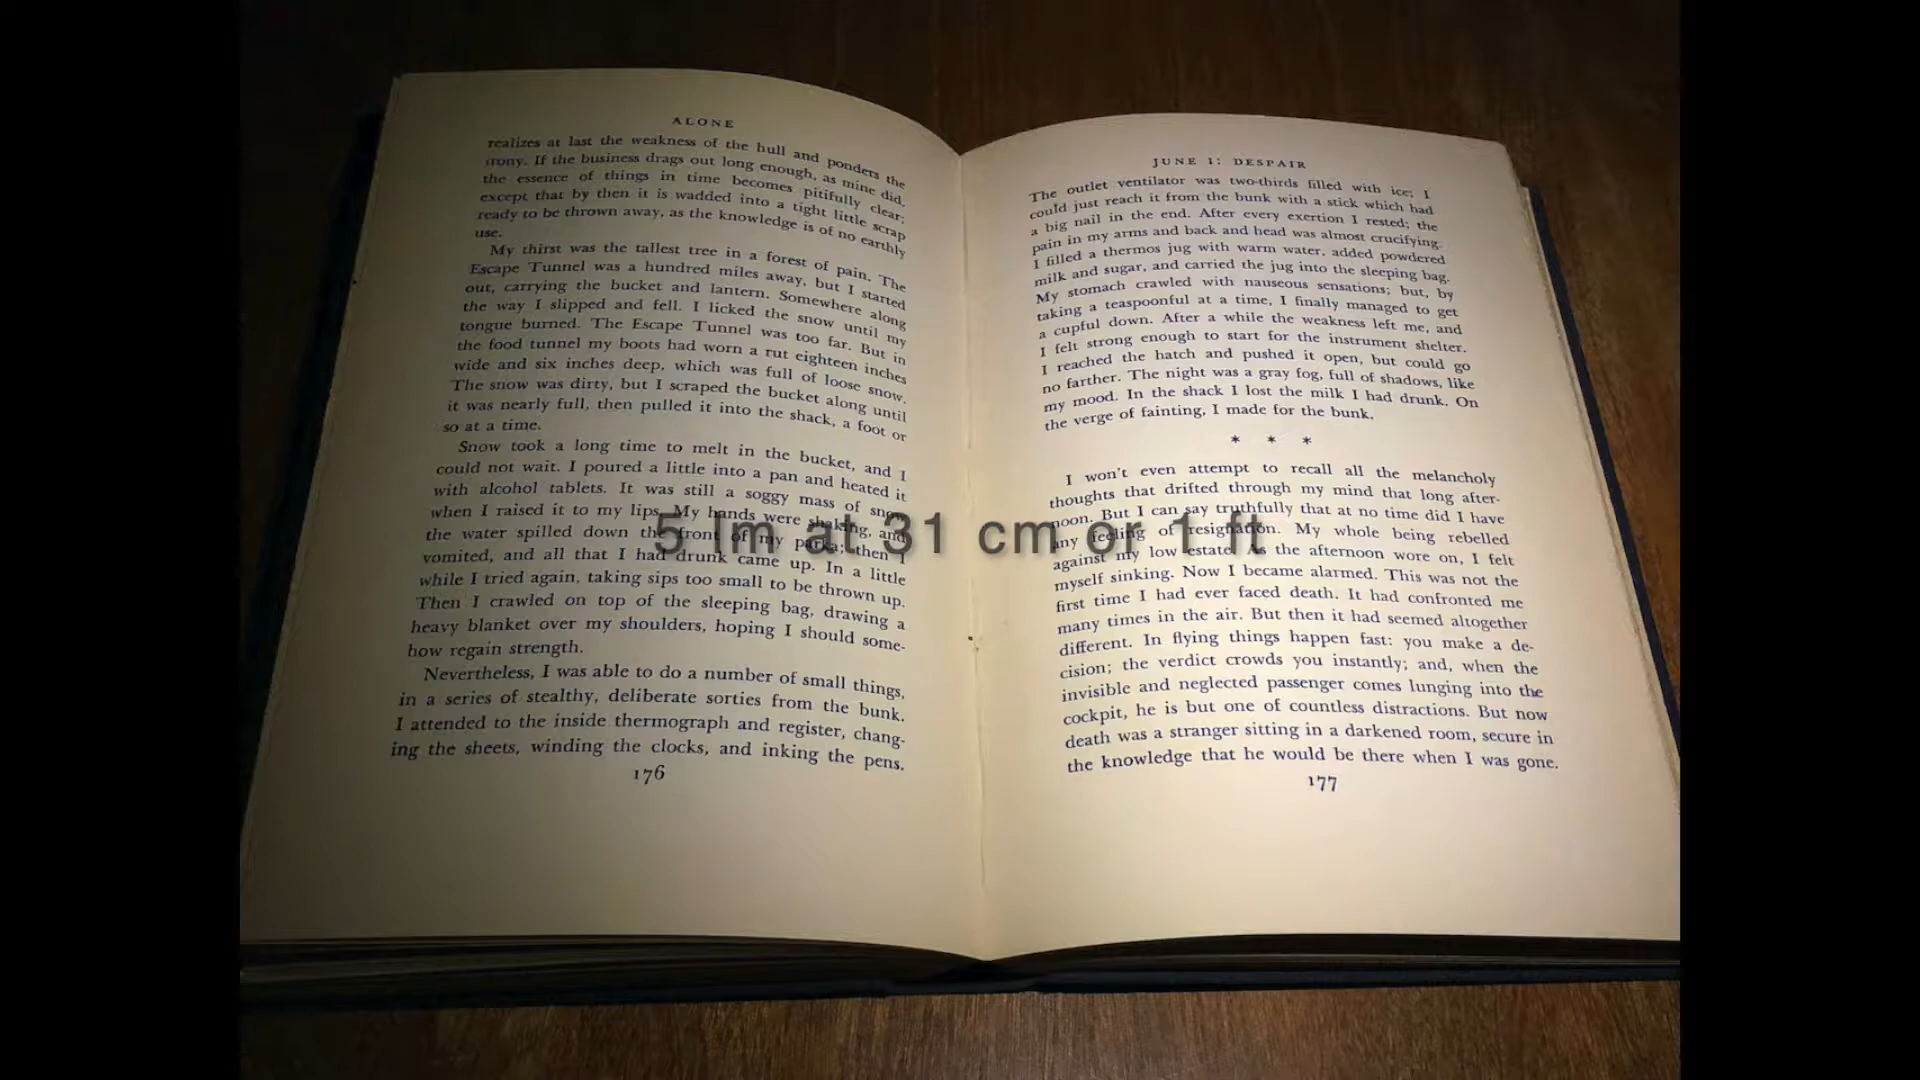 ALONE
realizes at last the weakness of the hull and ponders the
irony. If the business drags out long enough, as mine did,
the essence of things in time becomes pitifully clear;
except that by then it is wadded into a tight little scrap
ready to be thrown away, as the knowledge is of no earthly
use.
My thirst was the tallest tree in a forest of pain. The
Escape Tunnel was a hundred miles away, but I started
out, carrying the bucket and lantern. Somewhere along
the way I slipped and fell. I licked the snow until my
tongue burned. The Escape Tunnel was too far. But in
the food tunnel my boots had worn a rut eighteen inches
wide and six inches deep, which was full of loose snow.
The snow was dirty, but I scraped the bucket along until
it was nearly full, then pulled it into the shack, a foot or
so at a time.
Snow took a long time to melt in the bucket, and I
could not wait. I poured a little into a pan and heated it
with alcohol tablets. It was still a soggy mass of snow
when I raised it to my lips. My hands were shaking, and
the water spilled down the front of my parka; then I
vomited, and all that I had drunk came up. In a little
while I tried again, taking sips too small to be thrown up.
Then I crawled on top of the sleeping bag, drawing a
heavy blanket over my shoulders, hoping I should some-
how regain strength.
Nevertheless, I was able to do a number of small things,
in a series of stealthy, deliberate sorties from the bunk.
I attended to the inside thermograph and register, chang-
ing the sheets, winding the clocks, and inking the pens.
176
JUNE 1: DESPAIR
The outlet ventilator was two-thirds filled with ice; I
could just reach it from the bunk with a stick which had
a big nail in the end. After every exertion I rested; the
pain in my arms and back and head was almost crucifying.
I filled a thermos jug with warm water, added powdered
milk and sugar, and carried the jug into the sleeping bag.
My stomach crawled with nauseous sensations; but, by
taking a teaspoonful at a time, I finally managed to get
a cupful down. After a while the weakness left me, and
I felt strong enough to start for the instrument shelter.
I reached the hatch and pushed it open, but could go
no farther. The night was a gray fog, full of shadows, like
my mood. In the shack I lost the milk I had drunk. On
the verge of fainting, I made for the bunk.
* * *
I won't even attempt to recall all the melancholy
thoughts that drifted through my mind that long after-
noon. But I can say truthfully that at no time did I have
any feeling of resignation. My whole being rebelled
against my low estate. As the afternoon wore on, I felt
myself sinking. Now I became alarmed. This was not the
first time I had ever faced death. It had confronted me
many times in the air. But then it had seemed altogether
different. In flying things happen fast: you make a de-
cision; the verdict crowds you instantly; and, when the
invisible and neglected passenger comes lunging into the
cockpit, he is but one of countless distractions. But now
death was a stranger sitting in a darkened room, secure in
the knowledge that he would be there when I was gone.
177
5 lm at 31 cm or 1 ft